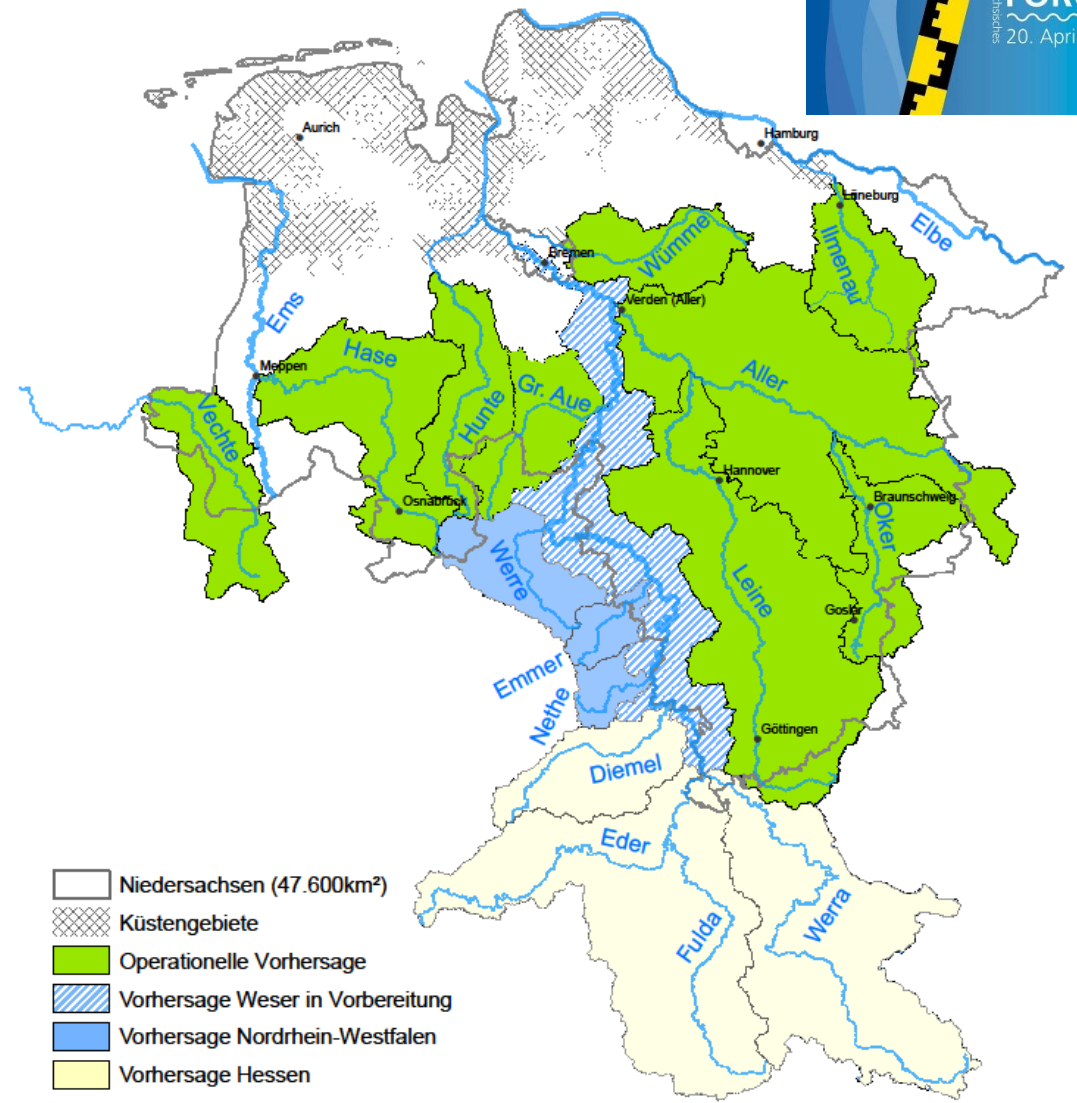 20. April
Aurich
Hamburg
Lüneburg
Elbe
Ilmenau
Wümme
Bremen
Verden (Aller)
Ems
Meppen
Hase
Hunte
Gr. Aue
Aller
Vechte
Osnabrück
Hannover
Braunschweig
Oker
Werre
Leine
Goslar
Emmer
Nethe
Göttingen
Diemel
Eder
Fulda
Werra
Niedersachsen (47.600km²)
Küstengebiete
Operationelle Vorhersage
Vorhersage Weser in Vorbereitung
Vorhersage Nordrhein-Westfalen
Vorhersage Hessen